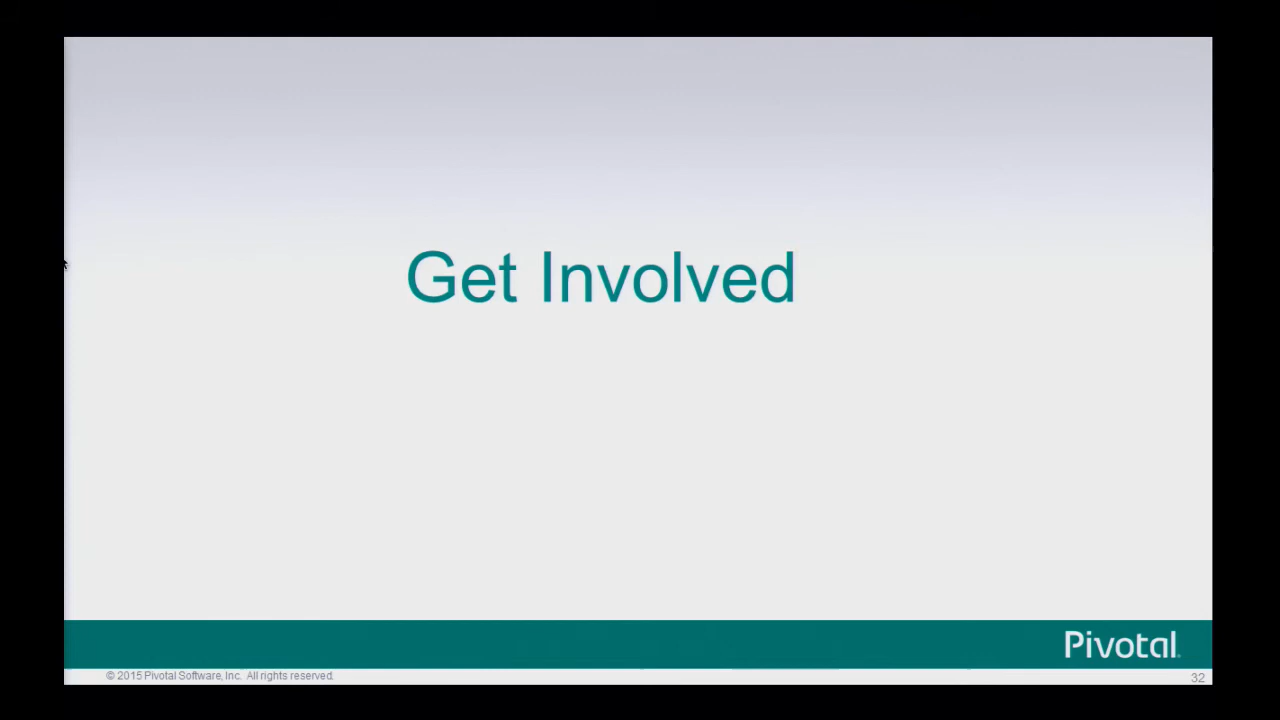 Get Involved
Pivotal
© 2015 Pivotal Software, Inc. All rights reserved.
32